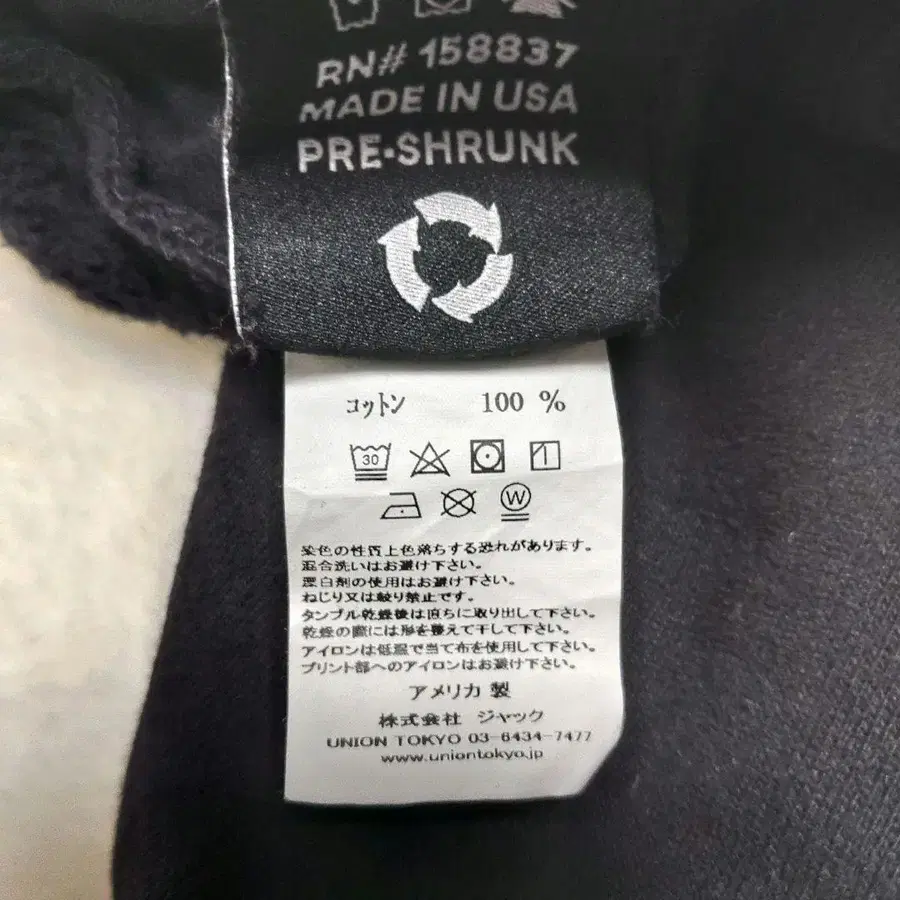 RN# 158837
MADE IN USA
PRE-SHRUNK
コットン 100 %
30
W
染色の性質上色落ちする恐れがあります。
混合洗いはお避け下さい。
漂白剤の使用はお避け下さい。
ねじり又は絞り禁止です。
タンブル乾燥後は直ちに取り出して下さい。
乾燥の際には形を整えて干して下さい。
アイロンは低温で当て布を使用して下さい。
プリント部へのアイロンはお避け下さい。
アメリカ 製
株式会社 ジャック
UNION TOKYO 03-6434-7477
www.uniontokyo.jp